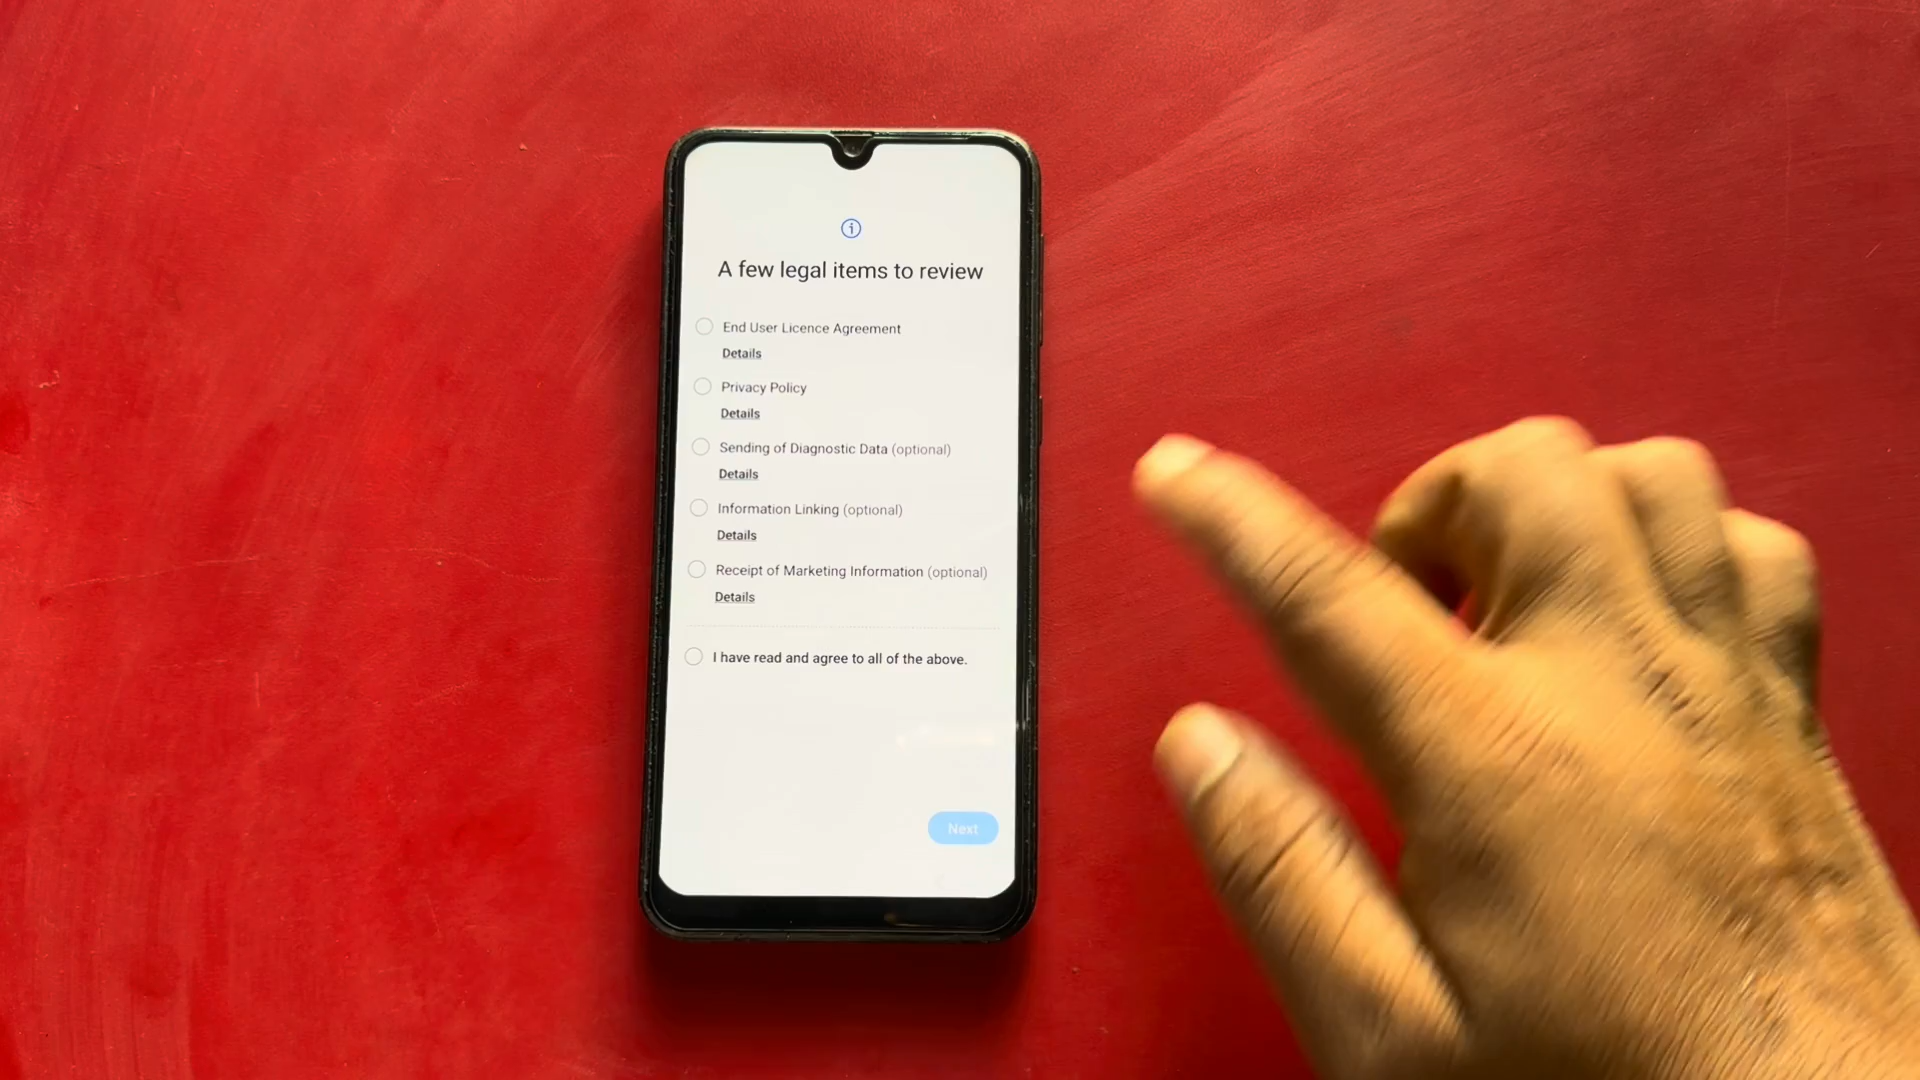 A few legal items to review
End User Licence Agreement
Details
Privacy Policy
Details
Sending of Diagnostic Data (optional)
Details
Information Linking (optional)
Details
Receipt of Marketing Information (optional)
Details
I have read and agree to all of the above.
Next